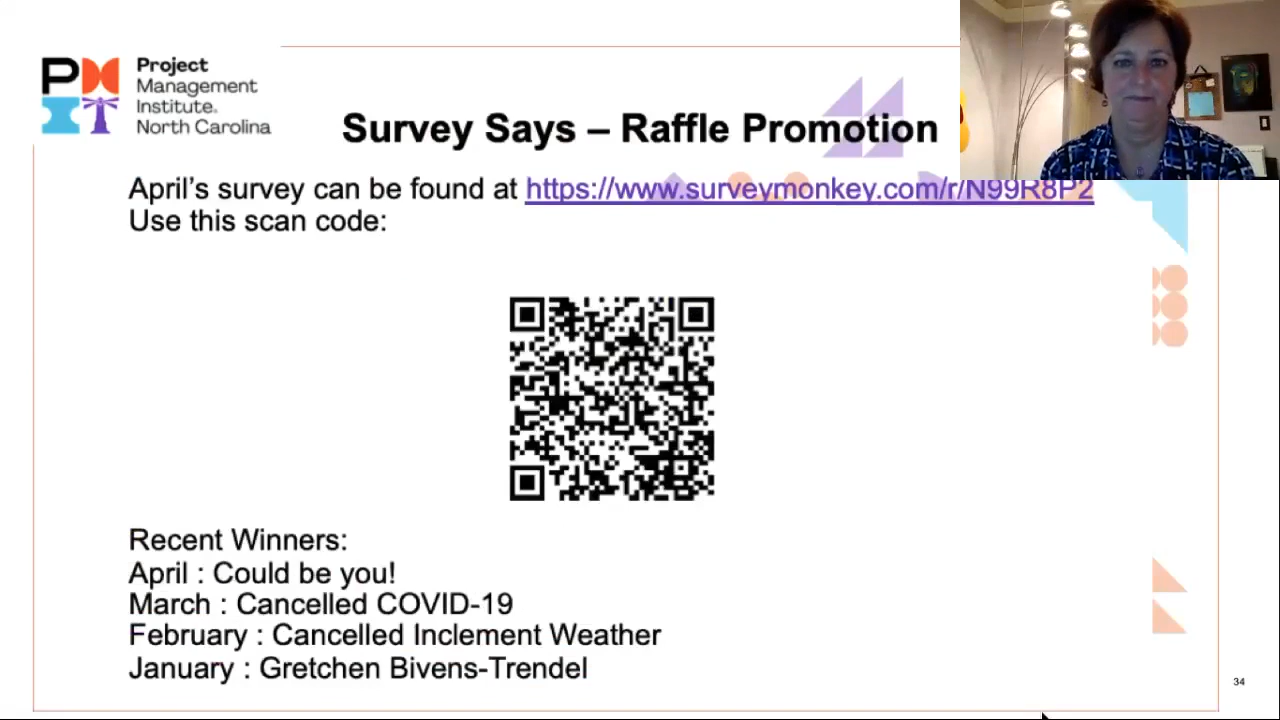 Project
Management
Institute.
North Carolina
Survey Says – Raffle Promotion
April's survey can be found at https://www.surveymonkey.com/r/N99R8P2
Use this scan code:
Recent Winners:
April : Could be you!
March : Cancelled COVID-19
February : Cancelled Inclement Weather
January : Gretchen Bivens-Trendel
34